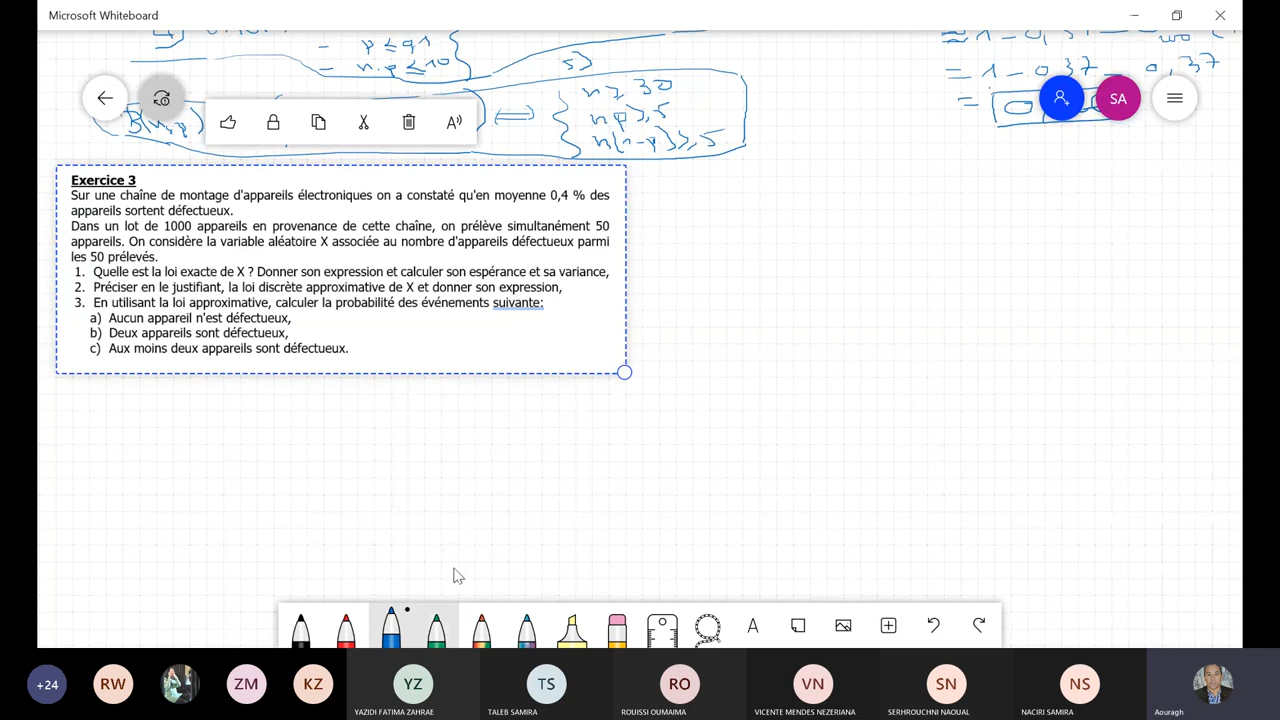 Microsoft Whiteboard
n.p ≤ 10
5)
n ≥ 30
np ≥ 5
n(1-p) ≥ 5
B(n,p)
SA
Exercice 3
Sur une chaîne de montage d'appareils électroniques on a constaté qu'en moyenne 0,4 % des
appareils sortent défectueux.
Dans un lot de 1000 appareils en provenance de cette chaîne, on prélève simultanément 50
appareils. On considère la variable aléatoire X associée au nombre d'appareils défectueux parmi
les 50 prélevés.
1. Quelle est la loi exacte de X ? Donner son expression et calculer son espérance et sa variance,
2. Préciser en le justifiant, la loi discrète approximative de X et donner son expression,
3. En utilisant la loi approximative, calculer la probabilité des événements suivante:
a) Aucun appareil n'est défectueux,
b) Deux appareils sont défectueux,
c) Aux moins deux appareils sont défectueux.
A
+24
RW
ZM
KZ
YZ
YAZIDI FATIMA ZAHRAE
TS
TALEB SAMIRA
RO
ROUISSI OUMAIMA
VN
VICENTE MENDES NEZERIANA
SN
SERHROUCHNI NAOUAL
NS
NACIRI SAMIRA
Aouragh